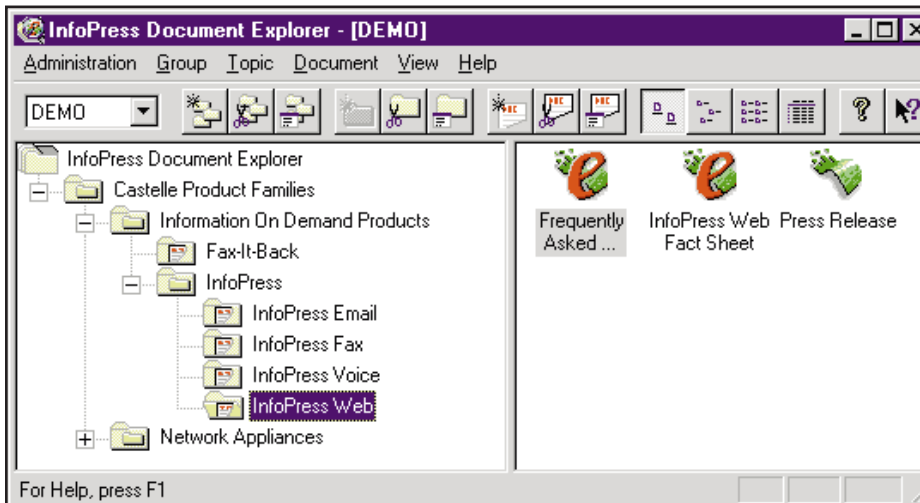 InfoPress Document Explorer - [DEMO]
Administration Group Topic Document View Help
DEMO
InfoPress Document Explorer
Castelle Product Families
Information On Demand Products
Fax-It-Back
InfoPress
InfoPress Email
InfoPress Fax
InfoPress Voice
InfoPress Web
Network Appliances
Frequently
Asked ...
InfoPress Web
Fact Sheet
Press Release
For Help, press F1